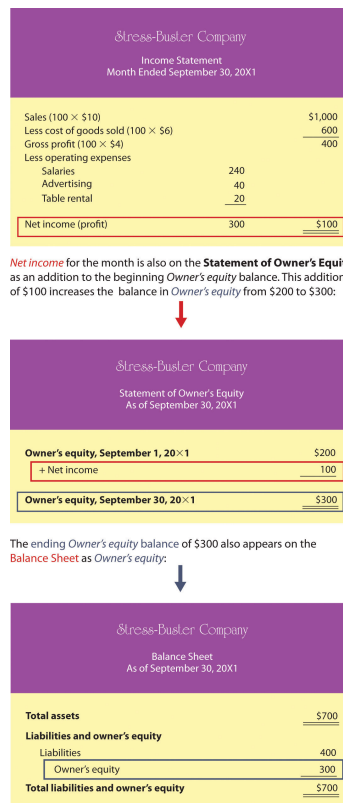 Stress-Buster Company
Income Statement
Month Ended September 30, 20X1
Sales (100 × $10) $1,000
Less cost of goods sold (100 × $6) 600
Gross profit (100 × $4) 400
Less operating expenses
Salaries 240
Advertising 40
Table rental 20
Net income (profit) 300 $100
Net income for the month is also on the Statement of Owner's Equit
as an addition to the beginning Owner's equity balance. This addition
of $100 increases the balance in Owner's equity from $200 to $300:
Stress-Buster Company
Statement of Owner's Equity
As of September 30, 20X1
Owner's equity, September 1, 20×1 $200
+ Net income 100
Owner's equity, September 30, 20×1 $300
The ending Owner's equity balance of $300 also appears on the
Balance Sheet as Owner's equity:
Stress-Buster Company
Balance Sheet
As of September 30, 20X1
Total assets $700
Liabilities and owner's equity
Liabilities 400
Owner's equity 300
Total liabilities and owner's equity $700